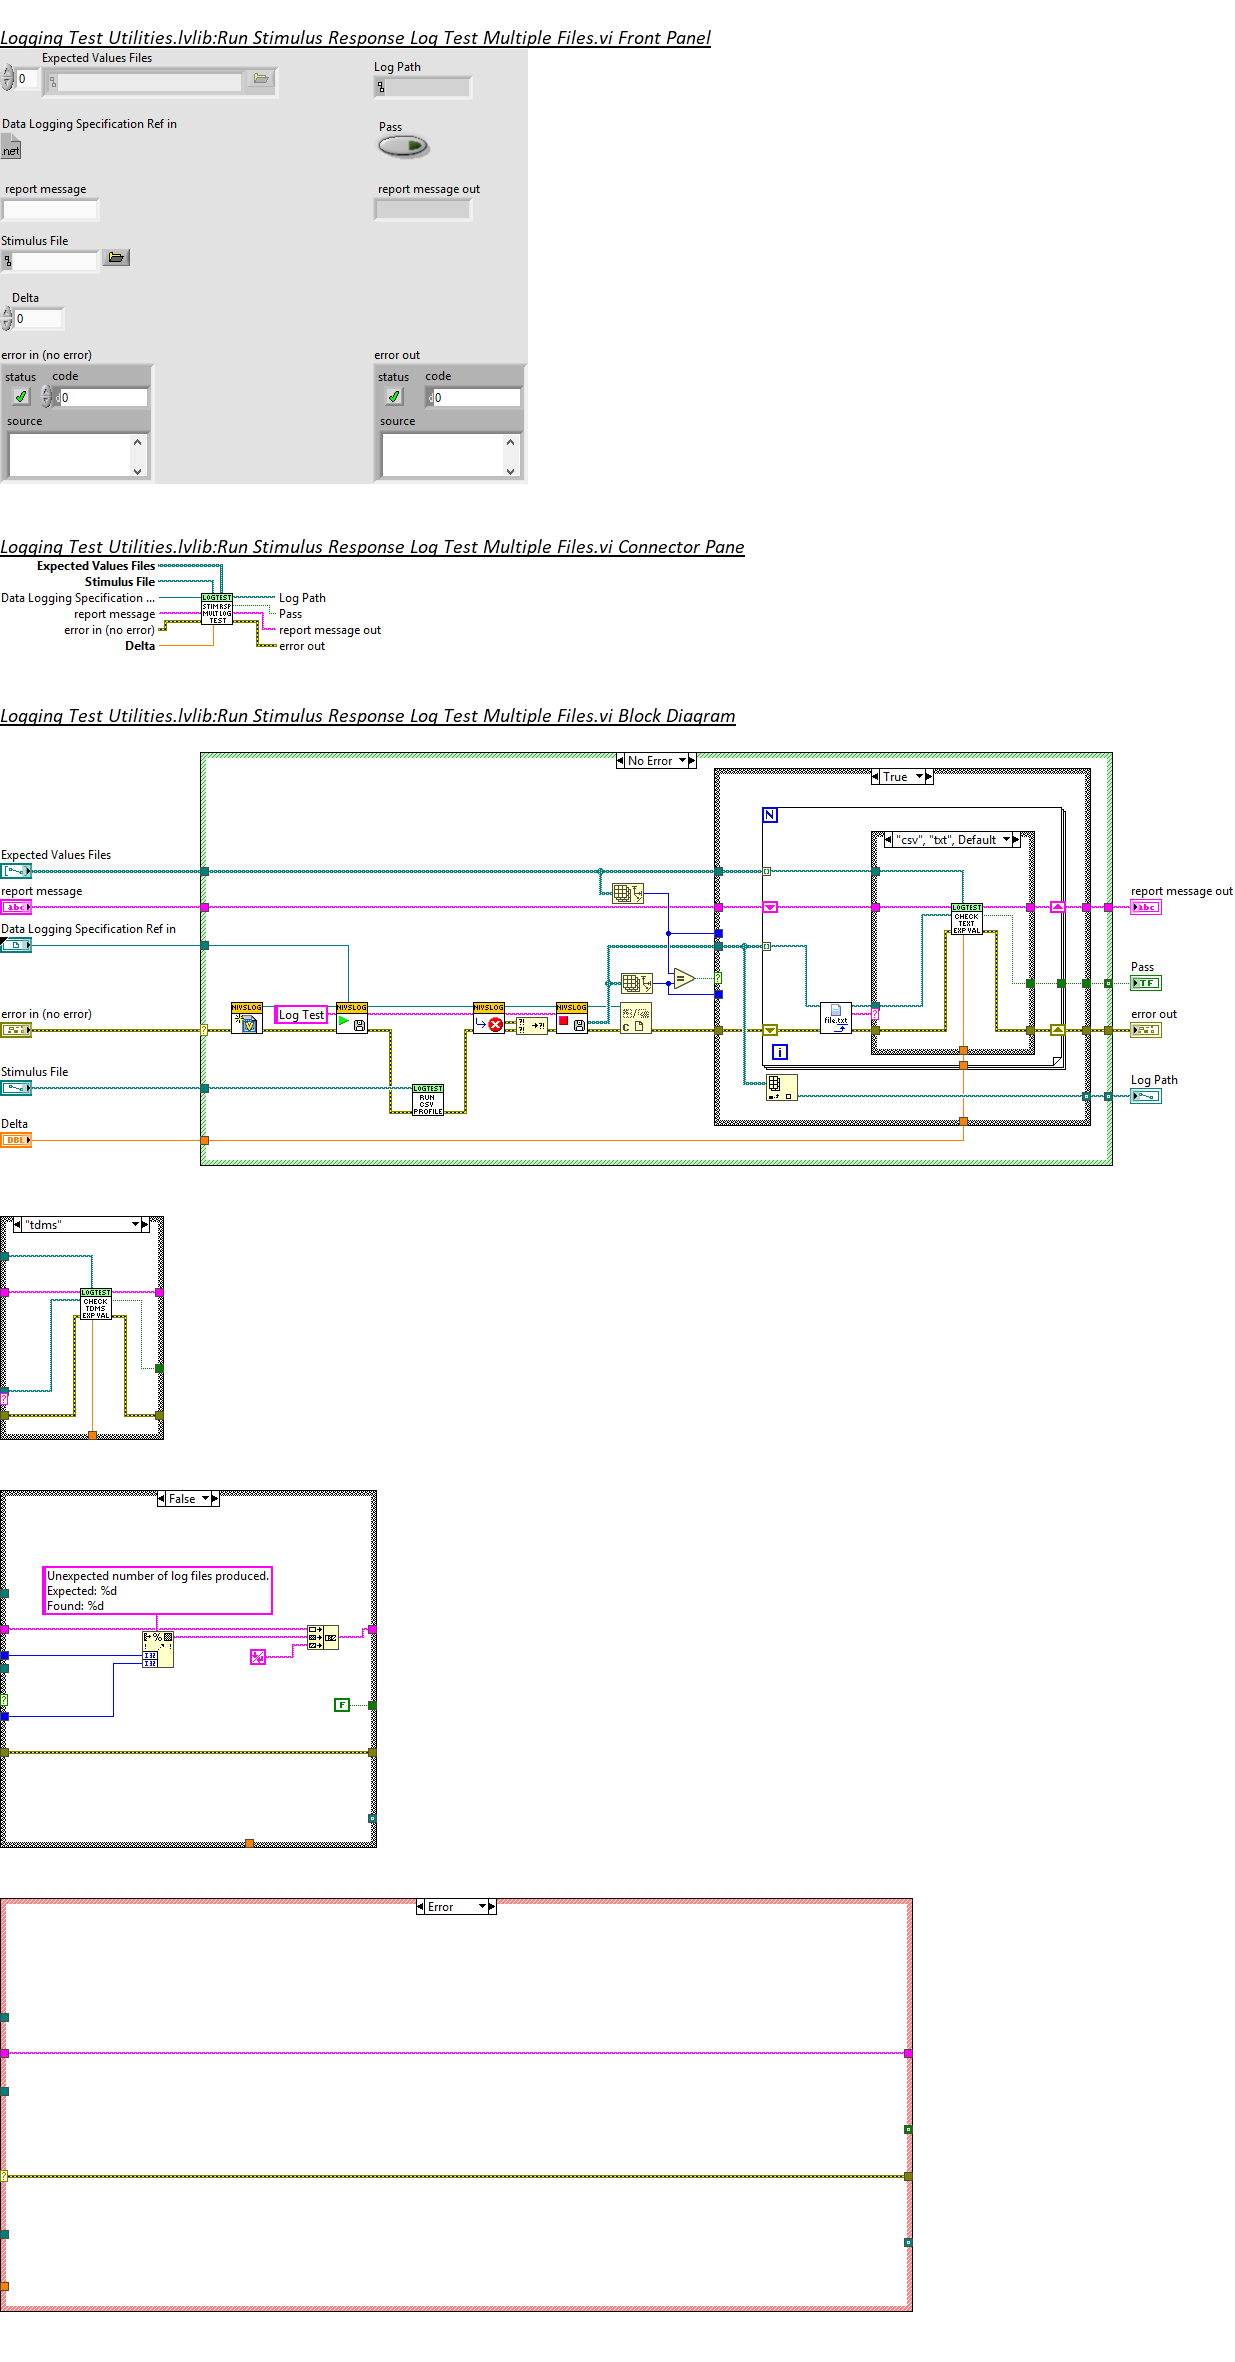 Logging Test Utilities.lvlib:Run Stimulus Response Log Test Multiple Files.vi Front Panel
Expected Values Files
0
Log Path
Data Logging Specification Ref in
.net
Pass
report message
report message out
Stimulus File
Delta
0
error in (no error)
error out
status code
0
status code
d0
source
source
Logging Test Utilities.lvlib:Run Stimulus Response Log Test Multiple Files.vi Connector Pane
Expected Values Files
Stimulus File
Data Logging Specification ...
report message
error in (no error)
Delta
LOGTEST
STIM RSP
MULT LOG
TEST
Log Path
Pass
report message out
error out
Logging Test Utilities.lvlib:Run Stimulus Response Log Test Multiple Files.vi Block Diagram
No Error
True
N
"csv", "txt", Default
Expected Values Files
report message
abc
Data Logging Specification Ref in
error in (no error)
Stimulus File
Delta
DBL
NIVSLOG
Log Test
NIVSLOG
LOGTEST
RUN
CSV
PROFILE
NIVSLOG
NIVSLOG
=
file.txt
i
LOGTEST
CHECK
TEXT
EXP VAL
report message out
abc
Pass
TF
error out
Log Path
"tdms"
LOGTEST
CHECK
TDMS
EXP VAL
False
Unexpected number of log files produced.
Expected: %d
Found: %d
I32
I32
F
Error